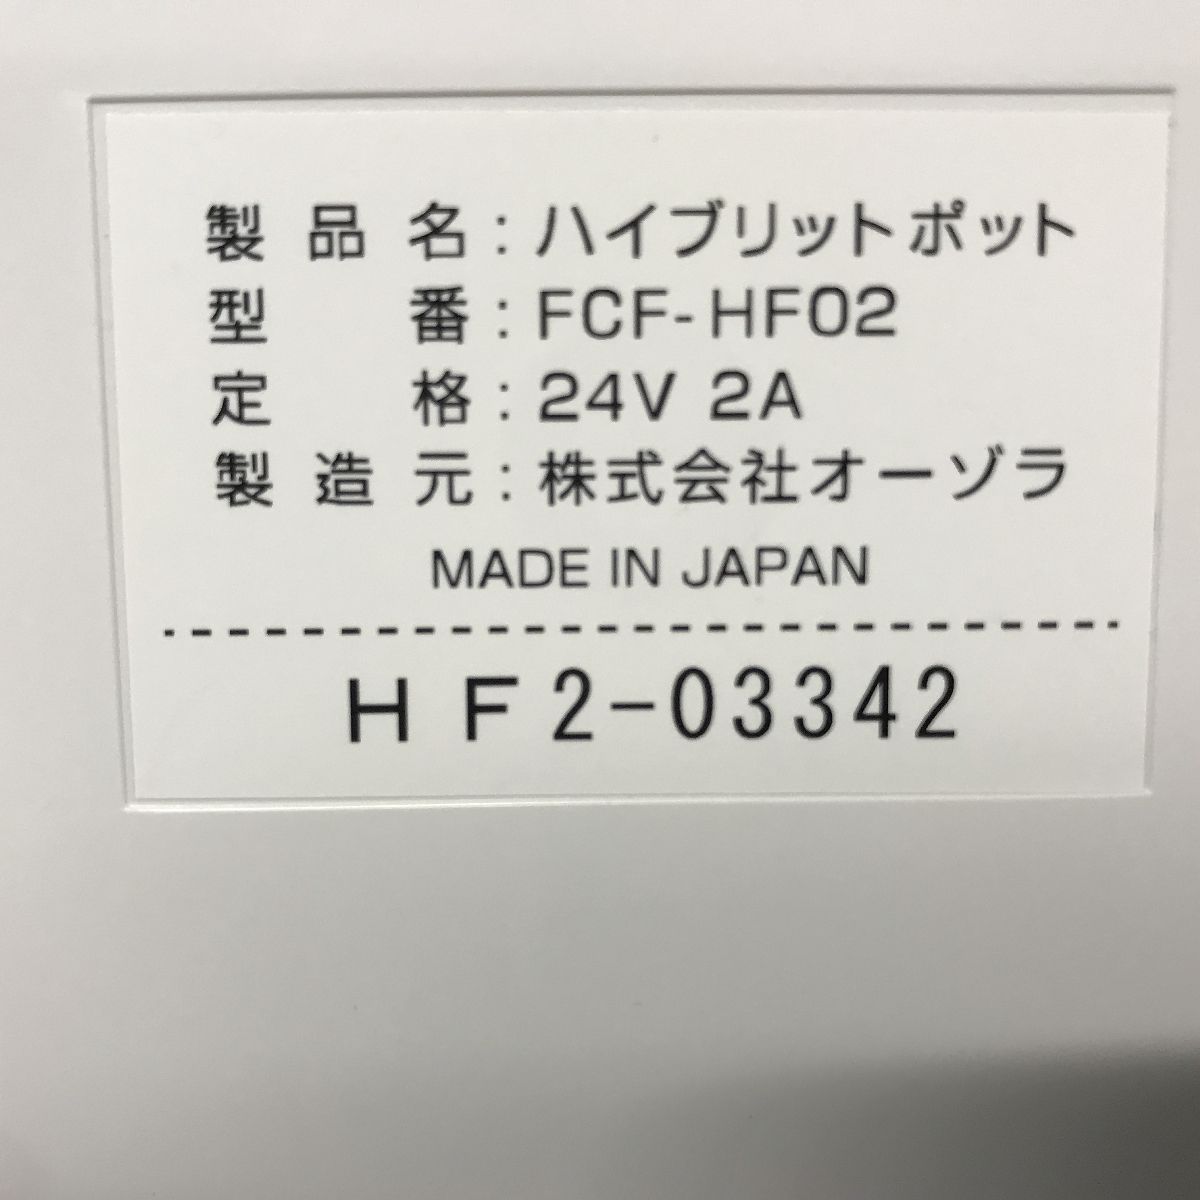 製品名：ハイブリットポット
型番：FCF-HF02
定格：24V 2A
製造元：株式会社オーゾラ
MADE IN JAPAN
HF2-03342